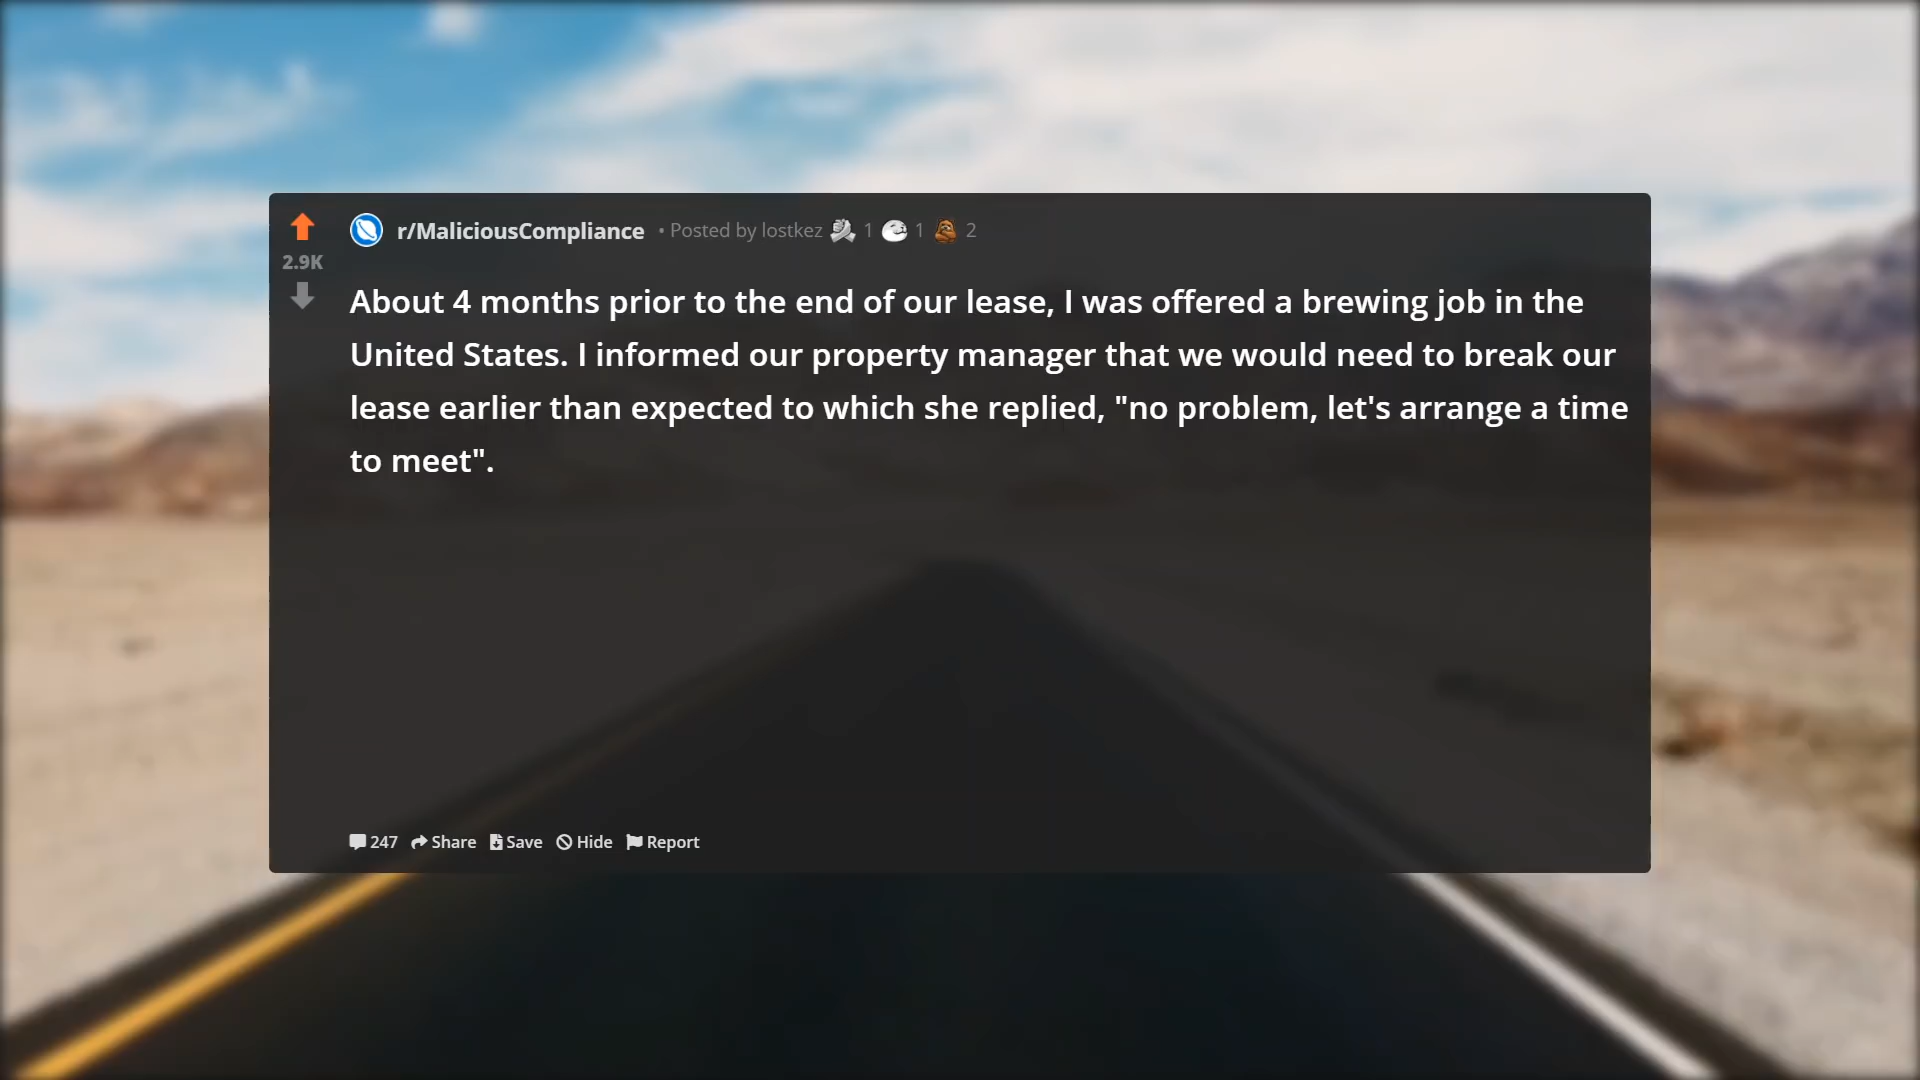 r/MaliciousCompliance • Posted by lostkez 1 1 2
2.9K
About 4 months prior to the end of our lease, I was offered a brewing job in the
United States. I informed our property manager that we would need to break our
lease earlier than expected to which she replied, "no problem, let's arrange a time
to meet".
247 Share Save Hide Report